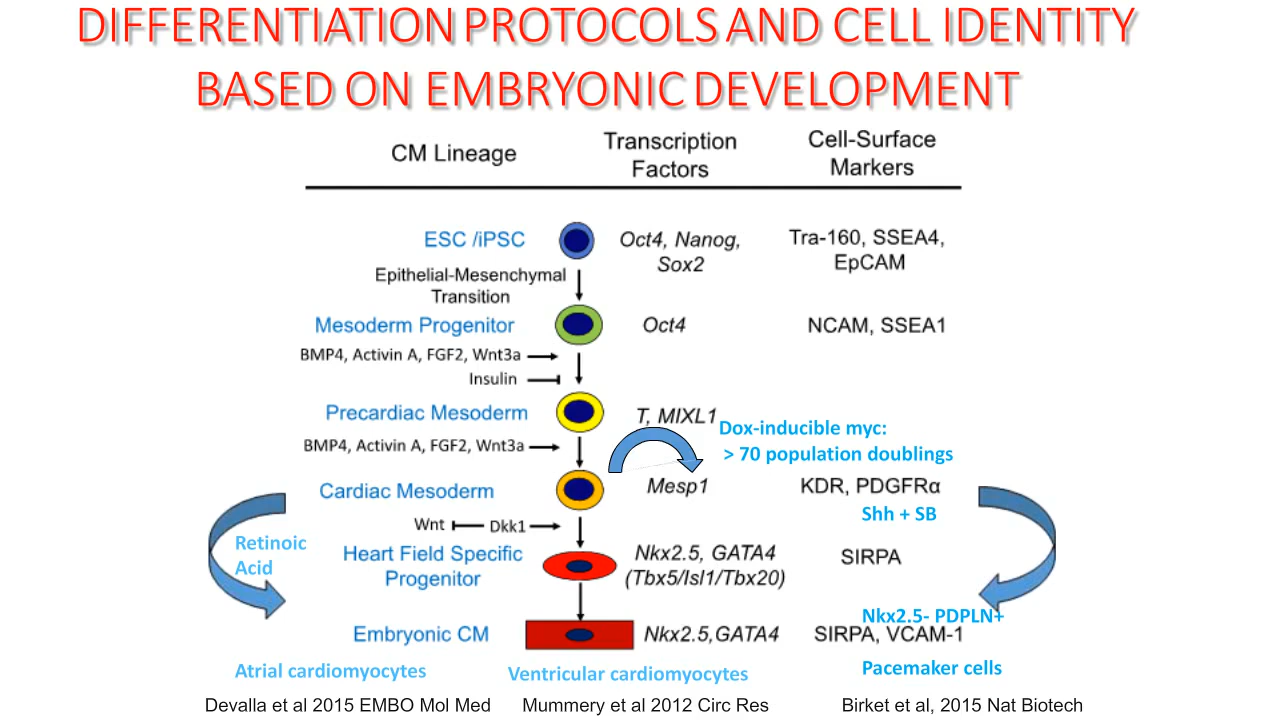 DIFFERENTIATION PROTOCOLS AND CELL IDENTITY
BASED ON EMBRYONIC DEVELOPMENT
CM Lineage
Transcription
Factors
Cell-Surface
Markers
ESC /iPSC
Oct4, Nanog,
Sox2
Tra-160, SSEA4,
EpCAM
Epithelial-Mesenchymal
Transition
Mesoderm Progenitor
Oct4
NCAM, SSEA1
BMP4, Activin A, FGF2, Wnt3a
Insulin
Precardiac Mesoderm
T, MIXL1
Dox-inducible myc:
> 70 population doublings
BMP4, Activin A, FGF2, Wnt3a
Cardiac Mesoderm
Mesp1
KDR, PDGFRα
Shh + SB
Wnt
Dkk1
Retinoic
Acid
Heart Field Specific
Progenitor
Nkx2.5, GATA4
(Tbx5/Isl1/Tbx20)
SIRPA
Nkx2.5- PDPLN+
Embryonic CM
Nkx2.5,GATA4
SIRPA, VCAM-1
Atrial cardiomyocytes
Ventricular cardiomyocytes
Pacemaker cells
Devalla et al 2015 EMBO Mol Med
Mummery et al 2012 Circ Res
Birket et al, 2015 Nat Biotech